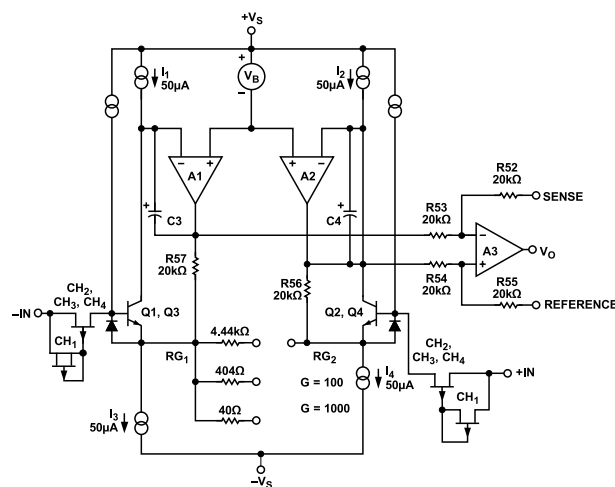 +VS
I1
50µA
+
VB
−
I2
50µA
− +
+ −
A1
A2
+
C3
+
C4
R57
20kΩ
R56
20kΩ
R53
20kΩ
R52
20kΩ
SENSE
−
A3
+
VO
R54
20kΩ
R55
20kΩ
REFERENCE
CH2,
CH3, CH4
−IN
CH1
Q1, Q3
Q2, Q4
4.44kΩ
RG1
RG2
404Ω
G = 100
40Ω
G = 1000
I3
50µA
I4
50µA
CH2,
CH3, CH4
+IN
CH1
−VS